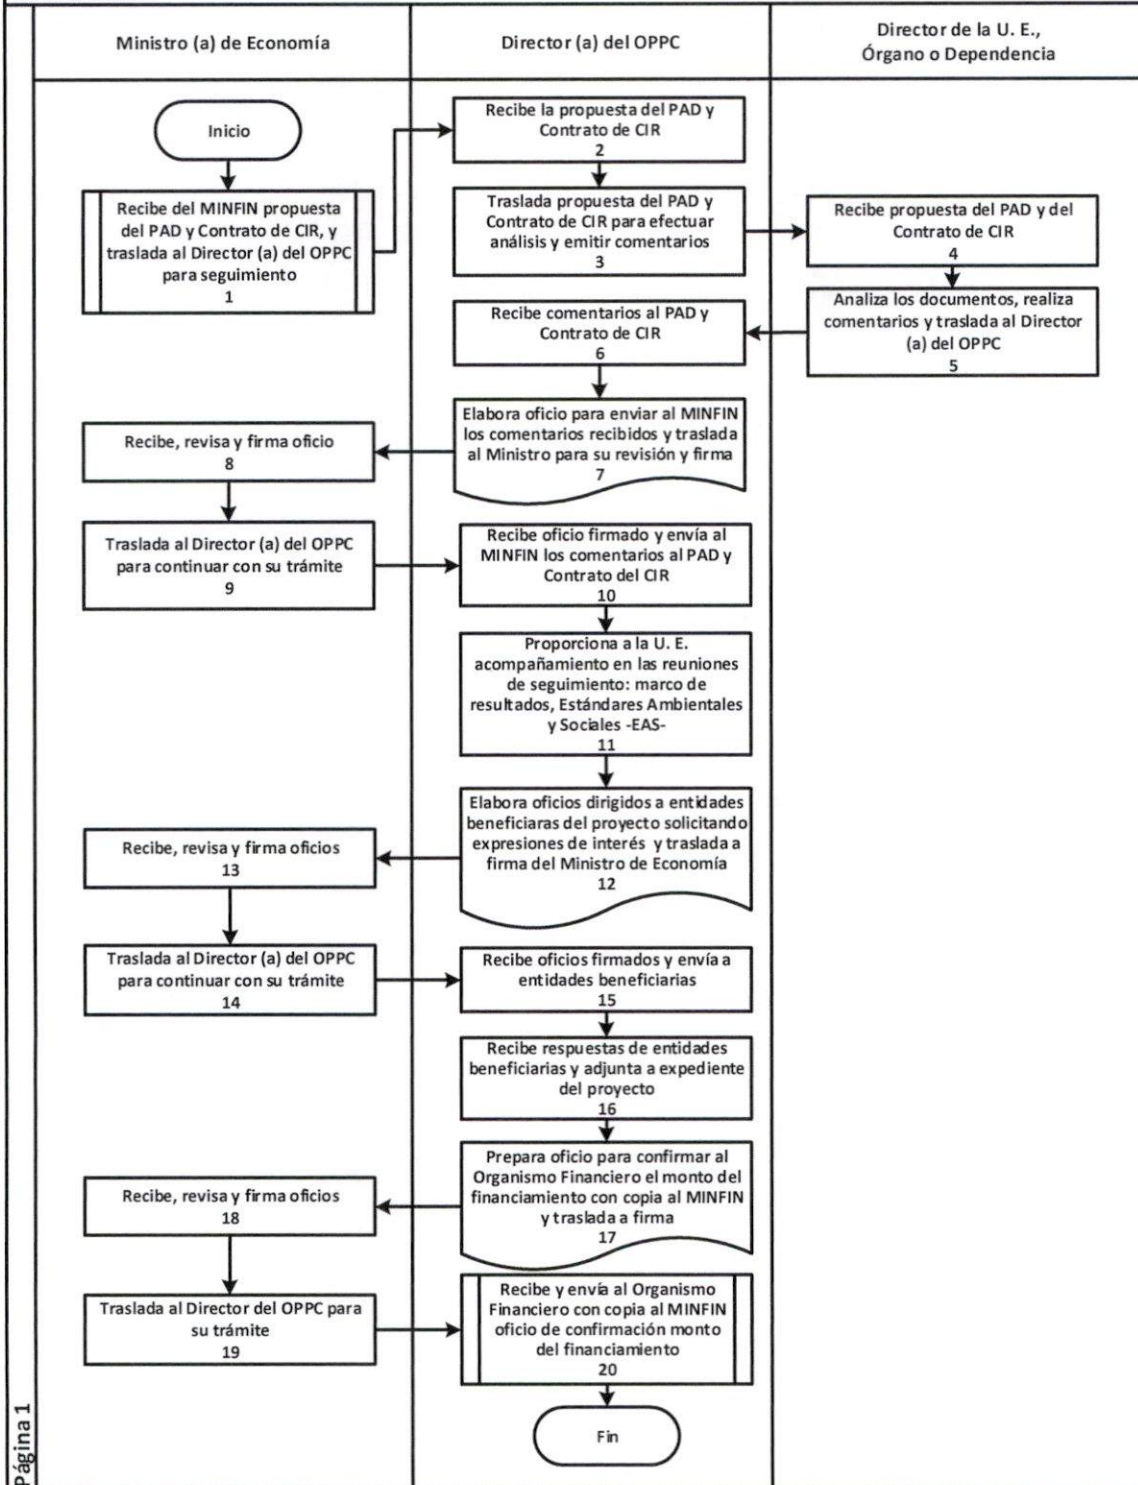 Ministro (a) de Economía
Director (a) del OPPC
Director de la U. E.,
Órgano o Dependencia
Inicio
Recibe del MINFIN propuesta
del PAD y Contrato de CIR, y
traslada al Director (a) del OPPC
para seguimiento
1
Recibe la propuesta del PAD y
Contrato de CIR
2
Traslada propuesta del PAD y
Contrato de CIR para efectuar
análisis y emitir comentarios
3
Recibe propuesta del PAD y del
Contrato de CIR
4
Analiza los documentos, realiza
comentarios y traslada al Director
(a) del OPPC
5
Recibe comentarios al PAD y
Contrato de CIR
6
Elabora oficio para enviar al MINFIN
los comentarios recibidos y traslada
al Ministro para su revisión y firma
7
Recibe, revisa y firma oficio
8
Traslada al Director (a) del OPPC
para continuar con su trámite
9
Recibe oficio firmado y envía al
MINFIN los comentarios al PAD y
Contrato del CIR
10
Proporciona a la U. E.
acompañamiento en las reuniones
de seguimiento: marco de
resultados, Estándares Ambientales
y Sociales -EAS-
11
Elabora oficios dirigidos a entidades
beneficiaras del proyecto solicitando
expresiones de interés y traslada a
firma del Ministro de Economía
12
Recibe, revisa y firma oficios
13
Traslada al Director (a) del OPPC
para continuar con su trámite
14
Recibe oficios firmados y envía a
entidades beneficiarias
15
Recibe respuestas de entidades
beneficiarias y adjunta a expediente
del proyecto
16
Prepara oficio para confirmar al
Organismo Financiero el monto del
financiamiento con copia al MINFIN
y traslada a firma
17
Recibe, revisa y firma oficios
18
Traslada al Director del OPPC para
su trámite
19
Recibe y envía al Organismo
Financiero con copia al MINFIN
oficio de confirmación monto
del financiamiento
20
Fin
Página 1